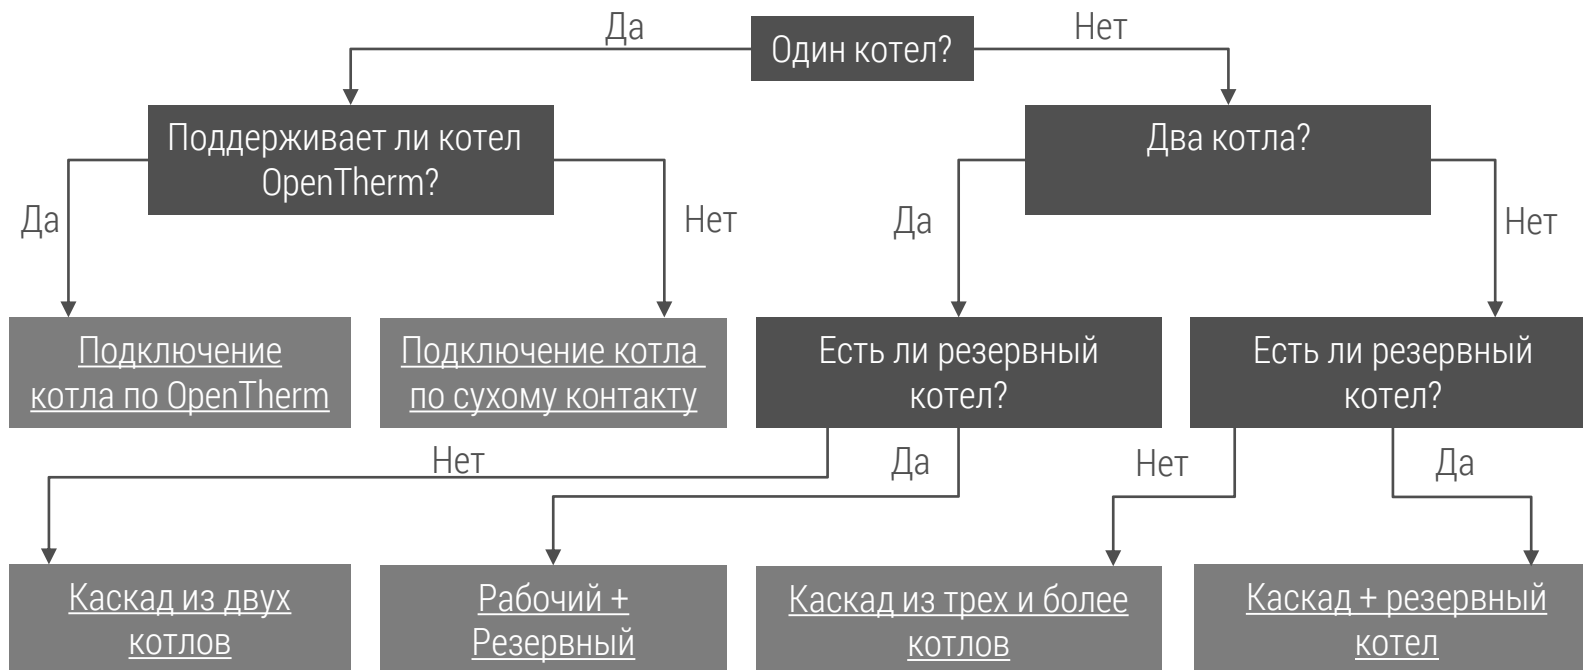 Да
Один котел?
Нет
Поддерживает ли котел
OpenTherm?
Два котла?
Да
Нет
Да
Нет
Подключение
котла по OpenTherm
Подключение котла
по сухому контакту
Есть ли резервный
котел?
Есть ли резервный
котел?
Нет
Да
Нет
Да
Каскад из двух
котлов
Рабочий +
Резервный
Каскад из трех и более
котлов
Каскад + резервный
котел